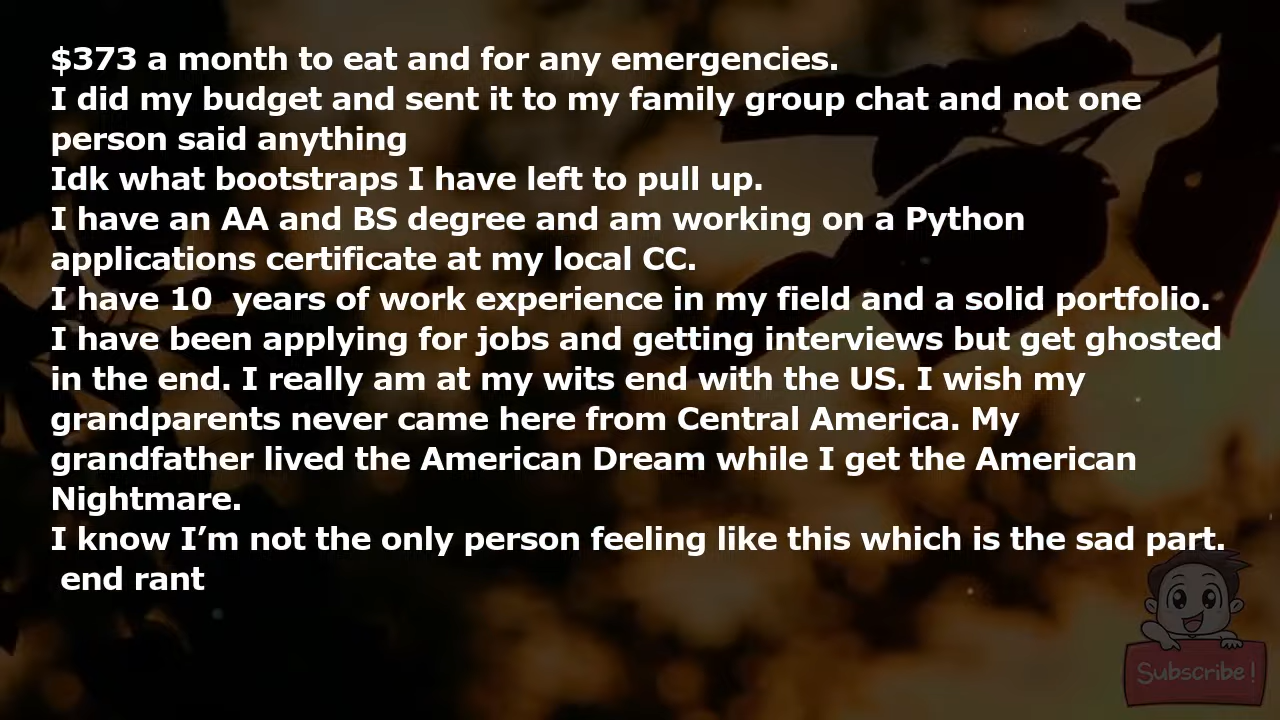 $373 a month to eat and for any emergencies.
I did my budget and sent it to my family group chat and not one
person said anything
Idk what bootstraps I have left to pull up.
I have an AA and BS degree and am working on a Python
applications certificate at my local CC.
I have 10  years of work experience in my field and a solid portfolio.
I have been applying for jobs and getting interviews but get ghosted
in the end. I really am at my wits end with the US. I wish my
grandparents never came here from Central America. My
grandfather lived the American Dream while I get the American
Nightmare.
I know I’m not the only person feeling like this which is the sad part.
end rant
Subscribe!